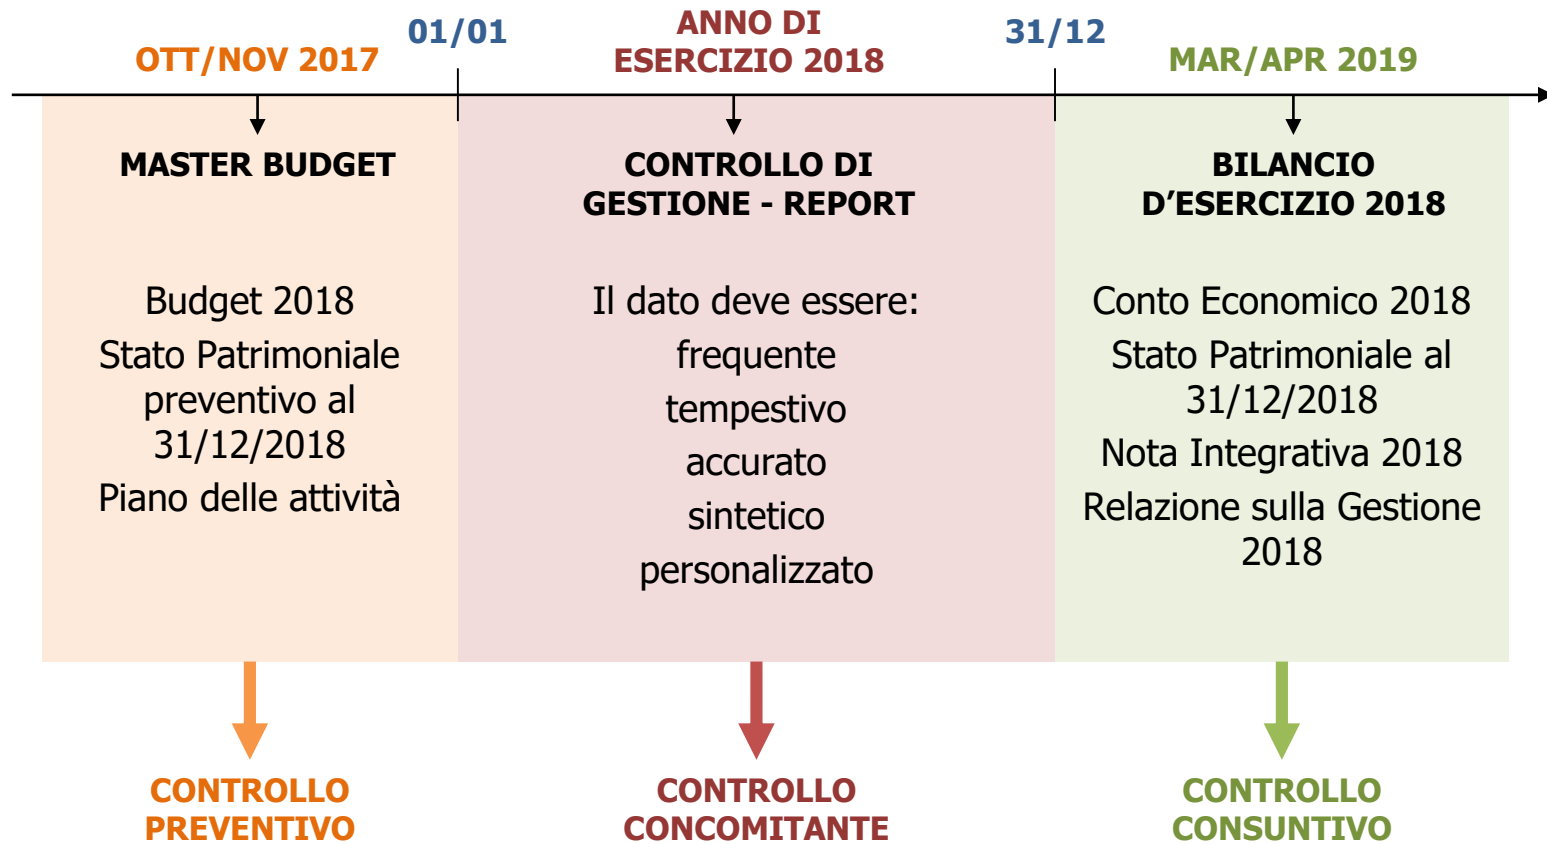 OTT/NOV 2017
01/01
ANNO DI
ESERCIZIO 2018
31/12
MAR/APR 2019
MASTER BUDGET
Budget 2018
Stato Patrimoniale
preventivo al
31/12/2018
Piano delle attività
CONTROLLO DI
GESTIONE - REPORT
Il dato deve essere:
frequente
tempestivo
accurato
sintetico
personalizzato
BILANCIO
D’ESERCIZIO 2018
Conto Economico 2018
Stato Patrimoniale al
31/12/2018
Nota Integrativa 2018
Relazione sulla Gestione
2018
CONTROLLO
PREVENTIVO
CONTROLLO
CONCOMITANTE
CONTROLLO
CONSUNTIVO